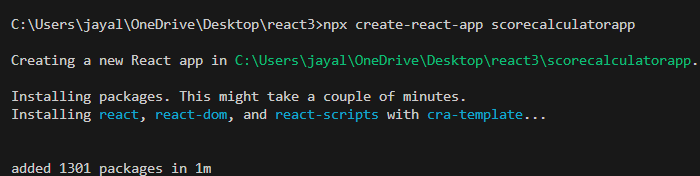 C:\Users\jayal\OneDrive\Desktop\react3>npx create-react-app scorecalculatorapp
Creating a new React app in C:\Users\jayal\OneDrive\Desktop\react3\scorecalculatorapp.
Installing packages. This might take a couple of minutes.
Installing react, react-dom, and react-scripts with cra-template...
added 1301 packages in 1m